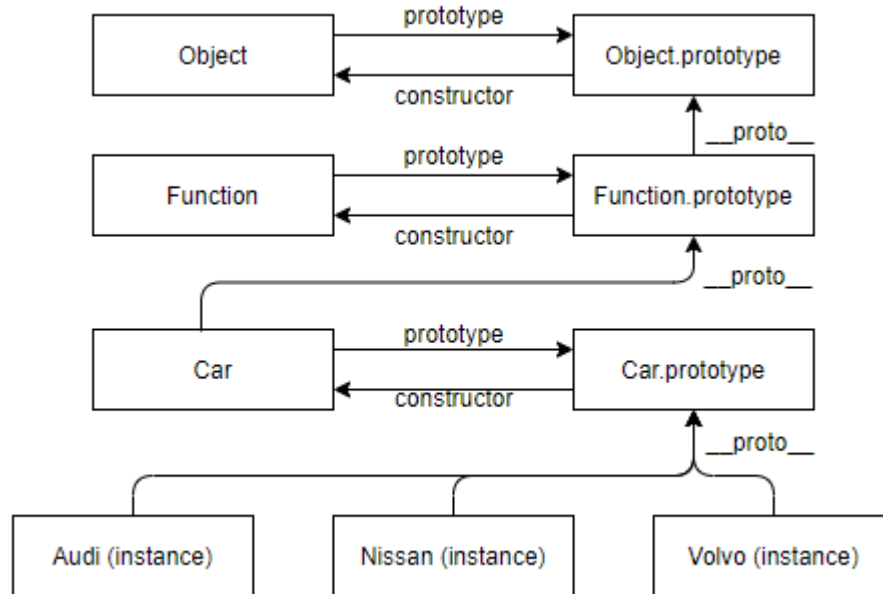 prototype
Object
Object.prototype
constructor
__proto__
prototype
Function
Function.prototype
constructor
__proto__
prototype
Car
Car.prototype
constructor
__proto__
Audi (instance)
Nissan (instance)
Volvo (instance)